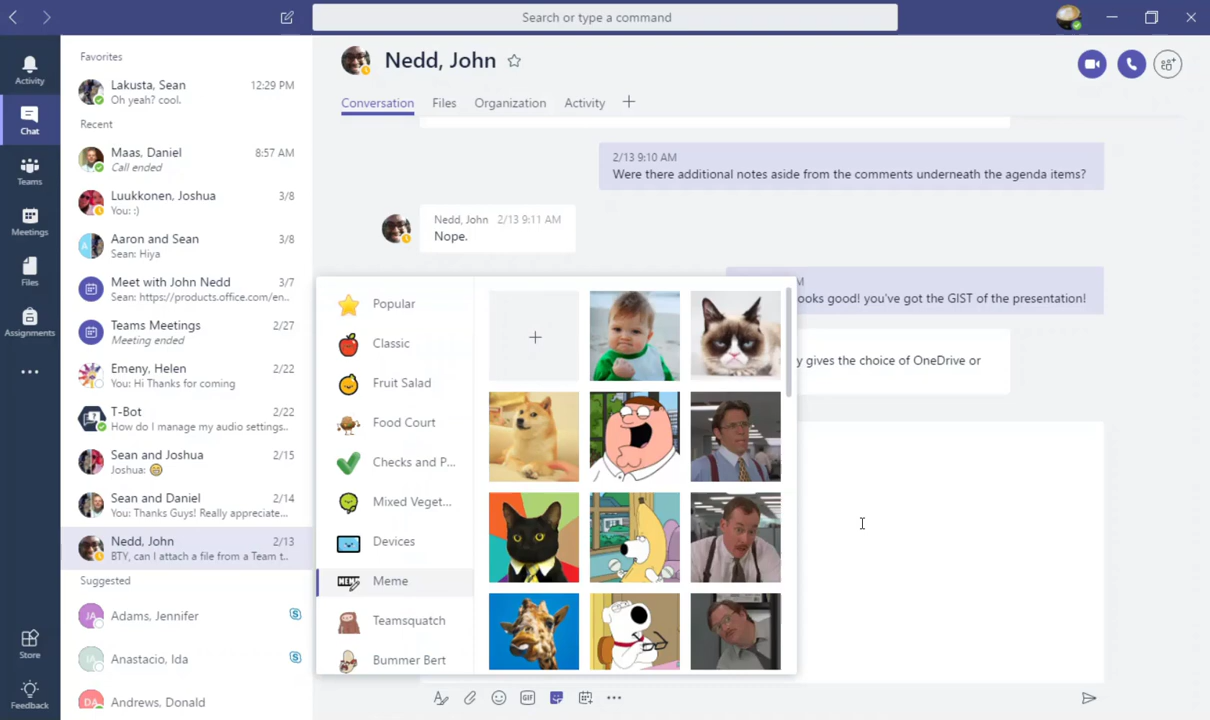 Search or type a command
Activity
Chat
Teams
Meetings
Files
Assignments
Store
Feedback
Favorites
Lakusta, Sean 12:29 PM
Oh yeah? cool.
Recent
Maas, Daniel 8:57 AM
Call ended
Luukkonen, Joshua 3/8
You: :)
Aaron and Sean 3/8
Sean: Hiya
Meet with John Nedd 3/7
Sean: https://products.office.com/en..
Teams Meetings 2/27
Meeting ended
Emeny, Helen 2/22
You: Hi Thanks for coming
T-Bot 2/22
How do I manage my audio settings..
Sean and Joshua 2/15
Joshua:
Sean and Daniel 2/14
You: Thanks Guys! Really appreciate...
Nedd, John 2/13
BTY, can I attach a file from a Team t..
Suggested
JA Adams, Jennifer
IA Anastacio, Ida
DA Andrews, Donald
Nedd, John
Conversation Files Organization Activity
2/13 9:10 AM
Were there additional notes aside from the comments underneath the agenda items?
Nedd, John 2/13 9:11 AM
Nope.
M
ooks good! you've got the GIST of the presentation!
y gives the choice of OneDrive or
Popular
Classic
Fruit Salad
Food Court
Checks and P...
Mixed Veget...
Devices
MEME Meme
Teamsquatch
Bummer Bert
GIF